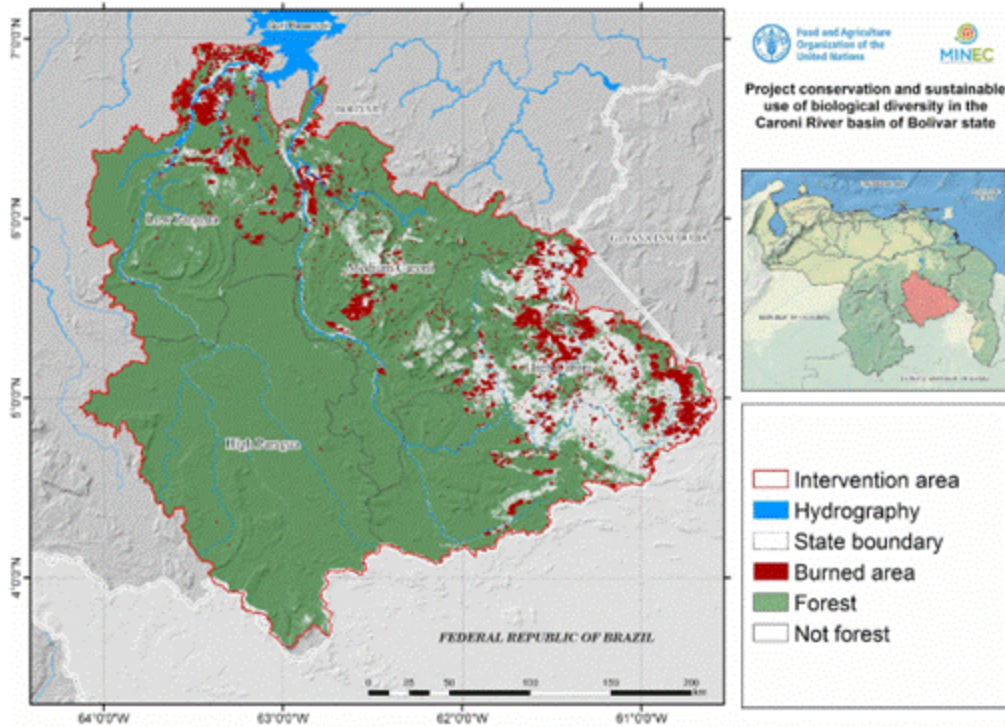 Food and Agriculture
Organization of the
United Nations
MINEC
Project conservation and sustainable
use of biological diversity in the
Caroni River basin of Bolivar state
7°0'0"N
6°0'0"N
5°0'0"N
4°0'0"N
High Paragua
FEDERAL REPUBLIC OF BRAZIL
0 25 50 100 150 200
km
64°0'0"W 63°0'0"W 62°0'0"W 61°0'0"W
Intervention area
Hydrography
State boundary
Burned area
Forest
Not forest